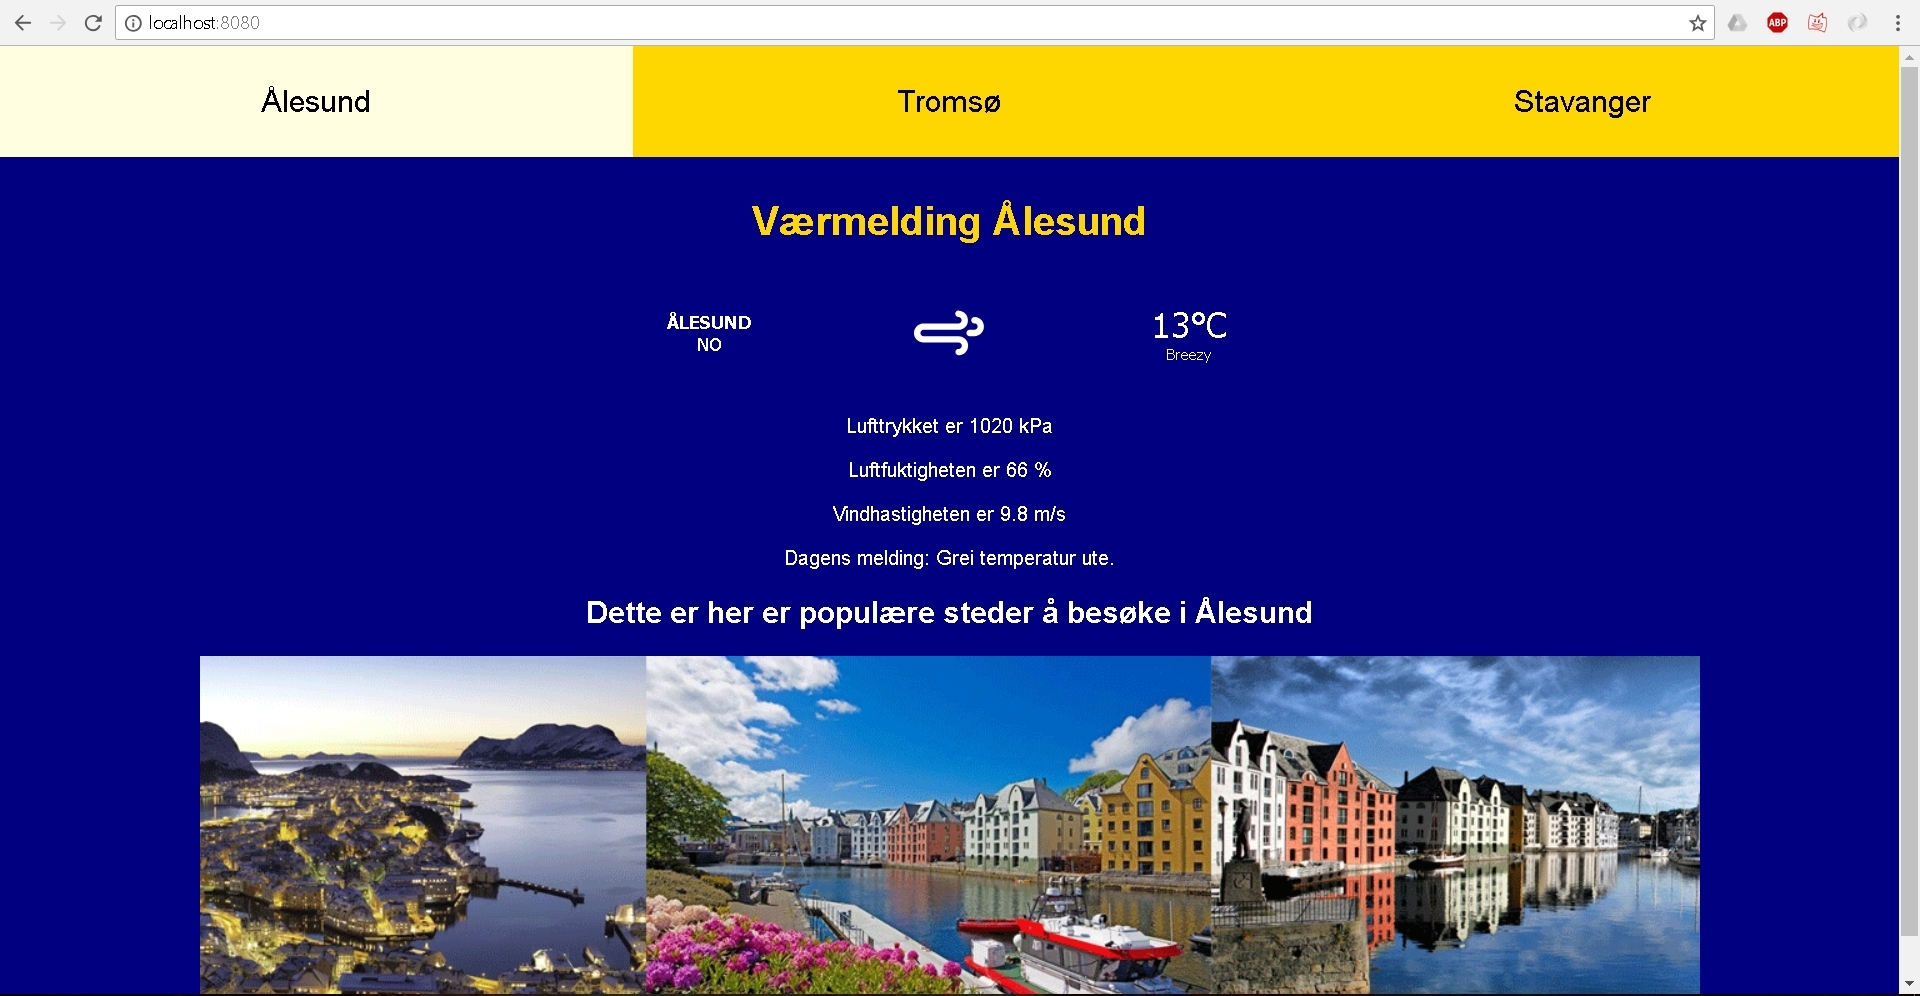 localhost:8080
ABP
Ålesund
Tromsø
Stavanger
Værmelding Ålesund
ÅLESUND
NO
13°C
Breezy
Lufttrykket er 1020 kPa
Luftfuktigheten er 66 %
Vindhastigheten er 9.8 m/s
Dagens melding: Grei temperatur ute.
Dette er her er populære steder å besøke i Ålesund